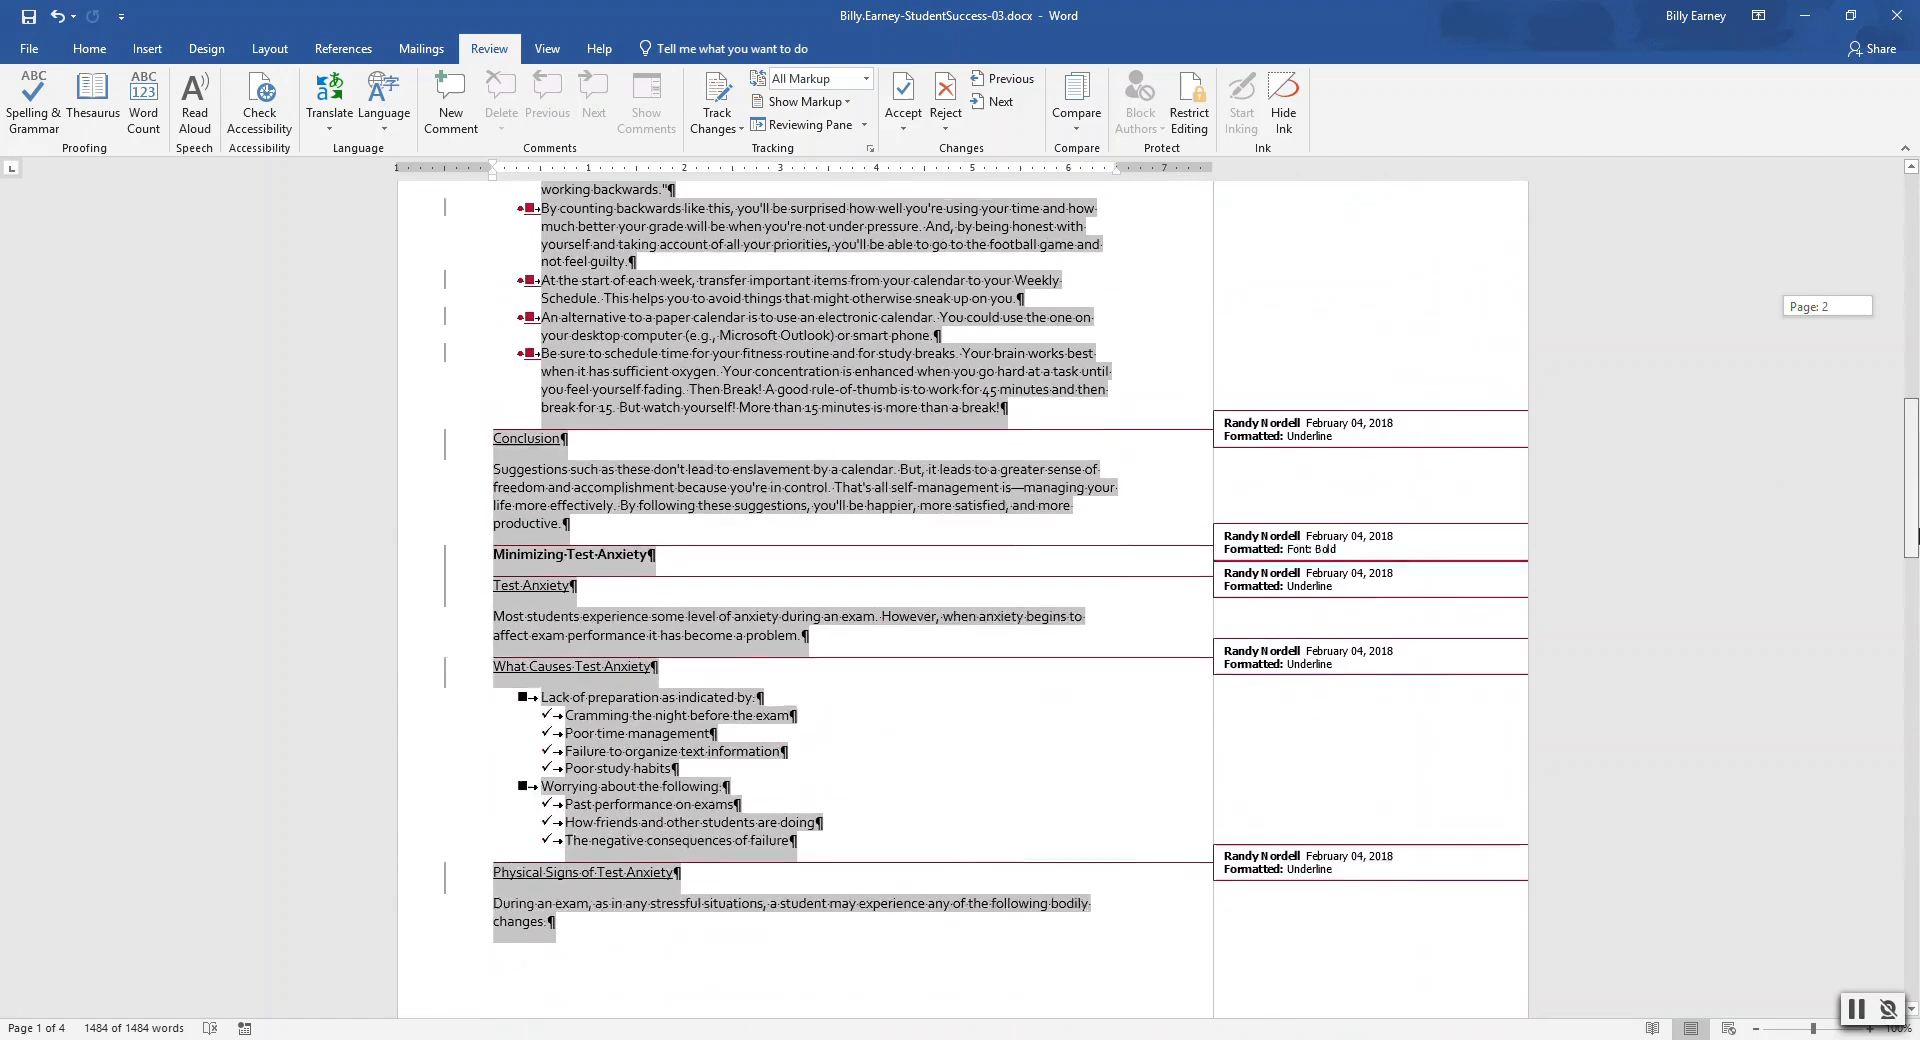 Billy.Earney-StudentSuccess-03.docx - Word
Billy Earney
File Home Insert Design Layout References Mailings Review View Help Tell me what you want to do
Share
ABC
Spelling & Grammar
Thesaurus
ABC 123
Word Count
Proofing
Read Aloud
Speech
Check Accessibility
Accessibility
Translate
Language
Language
New Comment
Delete
Previous
Next
Show Comments
Comments
Track Changes
All Markup
Show Markup
Reviewing Pane
Tracking
Accept
Reject
Previous
Next
Changes
Compare
Compare
Block Authors
Restrict Editing
Protect
Start Inking
Hide Ink
Ink
1 1 2 3 4 5 6 7
working backwards."¶
By counting backwards like this, you'll be surprised how well you're using your time and how
much better your grade will be when you're not under pressure. And, by being honest with
yourself and taking account of all your priorities, you'll be able to go to the football game and
not feel guilty.¶
At the start of each week, transfer important items from your calendar to your Weekly
Schedule. This helps you to avoid things that might otherwise sneak up on you.¶
An alternative to a paper calendar is to use an electronic calendar. You could use the one on
your desktop computer (e.g., Microsoft Outlook) or smart phone.¶
Be sure to schedule time for your fitness routine and for study breaks. Your brain works best
when it has sufficient oxygen. Your concentration is enhanced when you go hard at a task until
you feel yourself fading. Then Break! A good rule-of-thumb is to work for 45 minutes and then
break for 15. But watch yourself! More than 15 minutes is more than a break!¶
Page: 2
Randy Nordell February 04, 2018
Formatted: Underline
Conclusion¶
Suggestions such as these don't lead to enslavement by a calendar. But, it leads to a greater sense of
freedom and accomplishment because you're in control. That's all self-management is—managing your
life more effectively. By following these suggestions, you'll be happier, more satisfied, and more
productive.¶
Randy Nordell February 04, 2018
Formatted: Font: Bold
Minimizing Test Anxiety¶
Randy Nordell February 04, 2018
Formatted: Underline
Test Anxiety¶
Most students experience some level of anxiety during an exam. However, when anxiety begins to
affect exam performance it has become a problem.¶
Randy Nordell February 04, 2018
Formatted: Underline
What Causes Test Anxiety¶
Lack of preparation as indicated by:¶
Cramming the night before the exam¶
Poor time management¶
Failure to organize text information¶
Poor study habits¶
Worrying about the following:¶
Past performance on exams¶
How friends and other students are doing¶
The negative consequences of failure¶
Randy Nordell February 04, 2018
Formatted: Underline
Physical Signs of Test Anxiety¶
During an exam, as in any stressful situations, a student may experience any of the following bodily
changes:¶
Page 1 of 4 1484 of 1484 words
100%